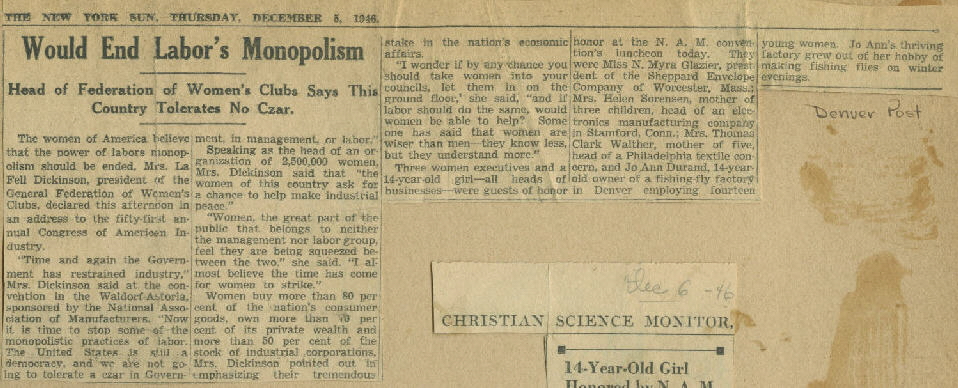 THE NEW YORK SUN, THURSDAY, DECEMBER 5, 1946.
Would End Labor's Monopolism
Head of Federation of Women's Clubs Says This
Country Tolerates No Czar.
The women of America believe
that the power of labors monop-
olism should be ended, Mrs. La
Fell Dickinson, president of the
General Federation of Women's
Clubs, declared this afternoon in
an address to the fifty-first an-
nual Congress of American In-
dustry.
"Time and again the Govern-
ment has restrained industry,"
Mrs. Dickinson said at the con-
vention in the Waldorf-Astoria,
sponsored by the National Asso-
ciation of Manufacturers. "Now
it is time to stop some of the
monopolistic practices of labor.
The United States is still a
democracy, and we are not go-
ing to tolerate a czar in Govern-
ment, in management, or labor."
Speaking as the head of an or-
ganization of 2,500,000 women,
Mrs. Dickinson said that "the
women of this country ask for
a chance to help make industrial
peace."
"Women, the great part of the
public that belongs to neither
the management nor labor group,
feel they are being squeezed be-
tween the two," she said. "I al-
most believe the time has come
for women to strike."
Women buy more than 80 per
cent of the nation's consumer
goods, own more than 70 per
cent of its private wealth and
more than 50 per cent of the
stock of industrial corporations,
Mrs. Dickinson pointed out in
emphasizing their tremendous
stake in the nation's economic
affairs.
"I wonder if by any chance you
should take women into your
councils, let them in on the
ground floor,' she said, "and if
labor should do the same, would
women be able to help? Some
one has said that women are
wiser than men—they know less,
but they understand more."
Three women executives and a
14-year-old girl—all heads of
businesses—were guests of honor
honor at the N. A. M. conven-
tion's luncheon today. They
were Miss N. Myra Glazier, presi
dent of the Sheppard Envelope
Company of Worcester, Mass.;
Mrs. Helen Sorensen, mother of
three children, head of an elec-
tronics manufacturing company
in Stamford, Conn.; Mrs. Thomas
Clark Walther, mother of five,
head of a Philadelphia textile con-
cern, and Jo Ann Durand, 14-year-
old owner of a fishing-fly factory
in Denver employing fourteen
young women. Jo Ann's thriving
factory grew out of her hobby of
making fishing flies on winter
evenings.
Denver Post
Dec 6 - 46
CHRISTIAN SCIENCE MONITOR,
14-Year-Old Girl
Honored by N. A. M.